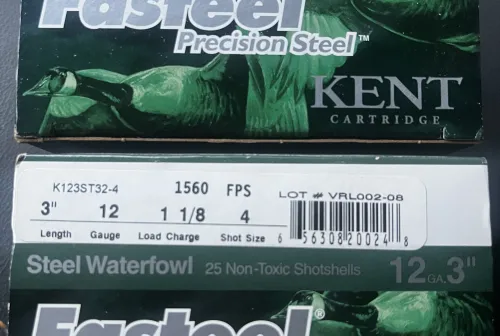 Fasteel
Precision Steel™
KENT
CARTRIDGE
K123ST32-4 1560 FPS LOT # VRL002-08
3" 12 1 1/8 4
Length Gauge Load Charge Shot Size
6 56308 20024 8
Steel Waterfowl 25 Non-Toxic Shotshells 12 GA. 3"
Fasteel®